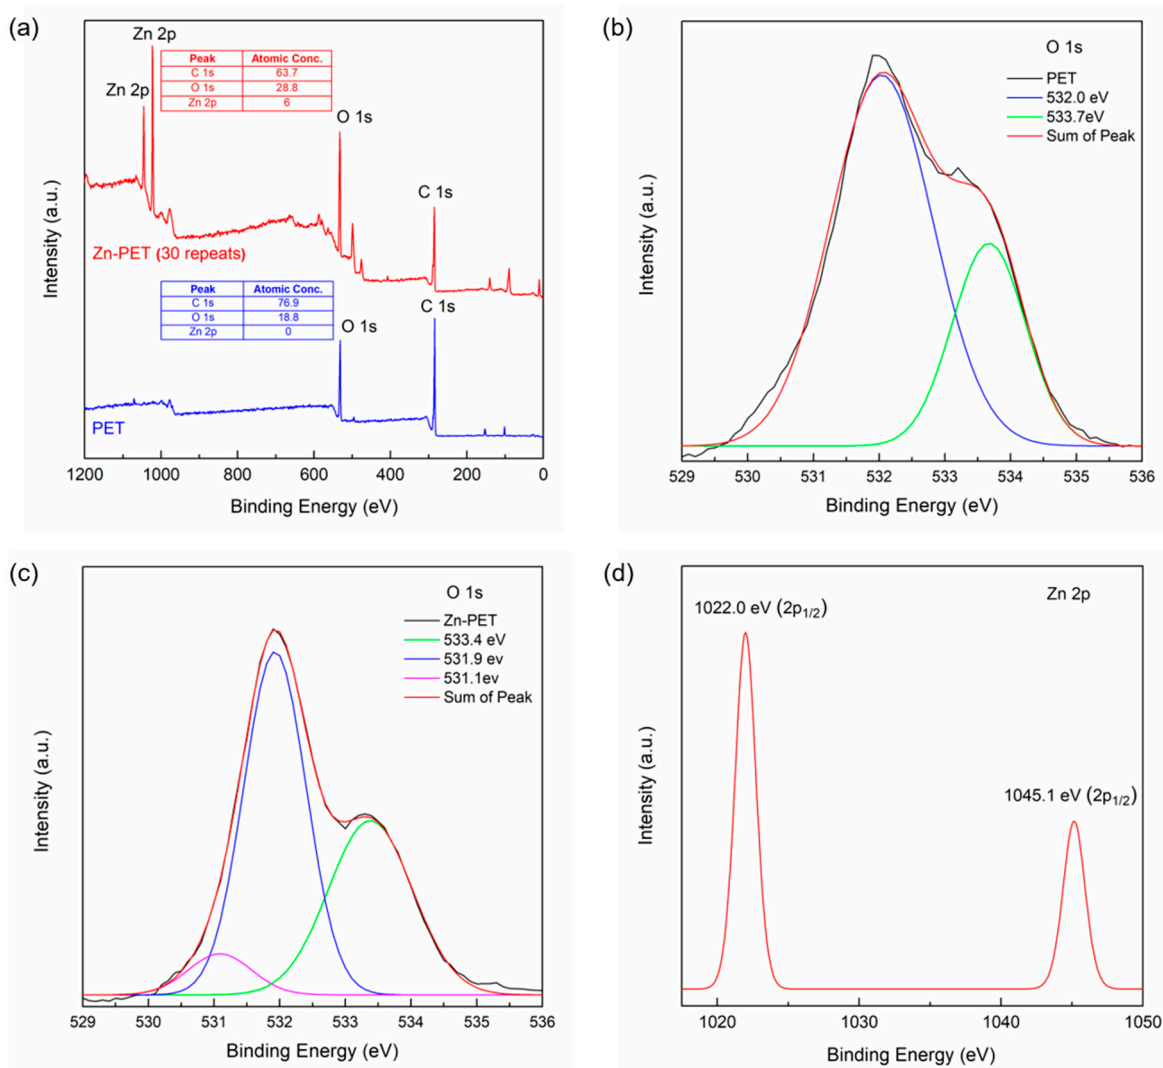 (a)
Zn 2p
Zn 2p
Peak Atomic Conc.
C 1s 63.7
O 1s 28.8
Zn 2p 6
O 1s
C 1s
Zn-PET (30 repeats)
Peak Atomic Conc.
C 1s 76.9
O 1s 18.8
Zn 2p 0
O 1s
C 1s
PET
Intensity (a.u.)
1200 1000 800 600 400 200 0
Binding Energy (eV)
(b)
O 1s
PET
532.0 eV
533.7eV
Sum of Peak
Intensity (a.u.)
529 530 531 532 533 534 535 536
Binding Energy (eV)
(c)
O 1s
Zn-PET
533.4 eV
531.9 ev
531.1ev
Sum of Peak
Intensity (a.u.)
529 530 531 532 533 534 535 536
Binding Energy (eV)
(d)
Zn 2p
1022.0 eV (2p1/2)
1045.1 eV (2p1/2)
Intensity (a.u.)
1020 1030 1040 1050
Binding Energy (eV)